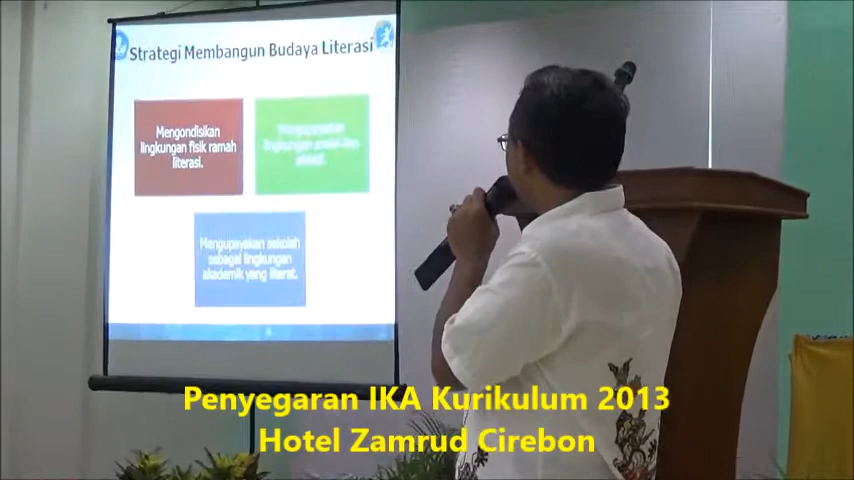 Strategi Membangun Budaya Literasi
Mengondisikan
lingkungan fisik ramah
literasi.
lingkungan
Mengupayakan sekolah
sebagai lingkungan
akademik yang literat.
Penyegaran IKA Kurikulum 2013
Hotel Zamrud Cirebon